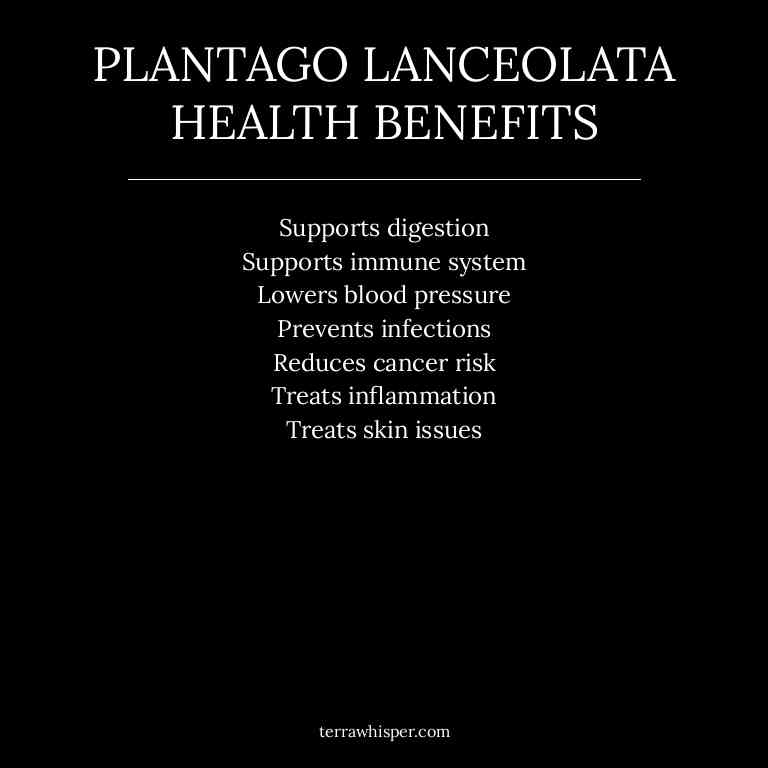 PLANTAGO LANCEOLATA
HEALTH BENEFITS
Supports digestion
Supports immune system
Lowers blood pressure
Prevents infections
Reduces cancer risk
Treats inflammation
Treats skin issues
terrawhisper.com